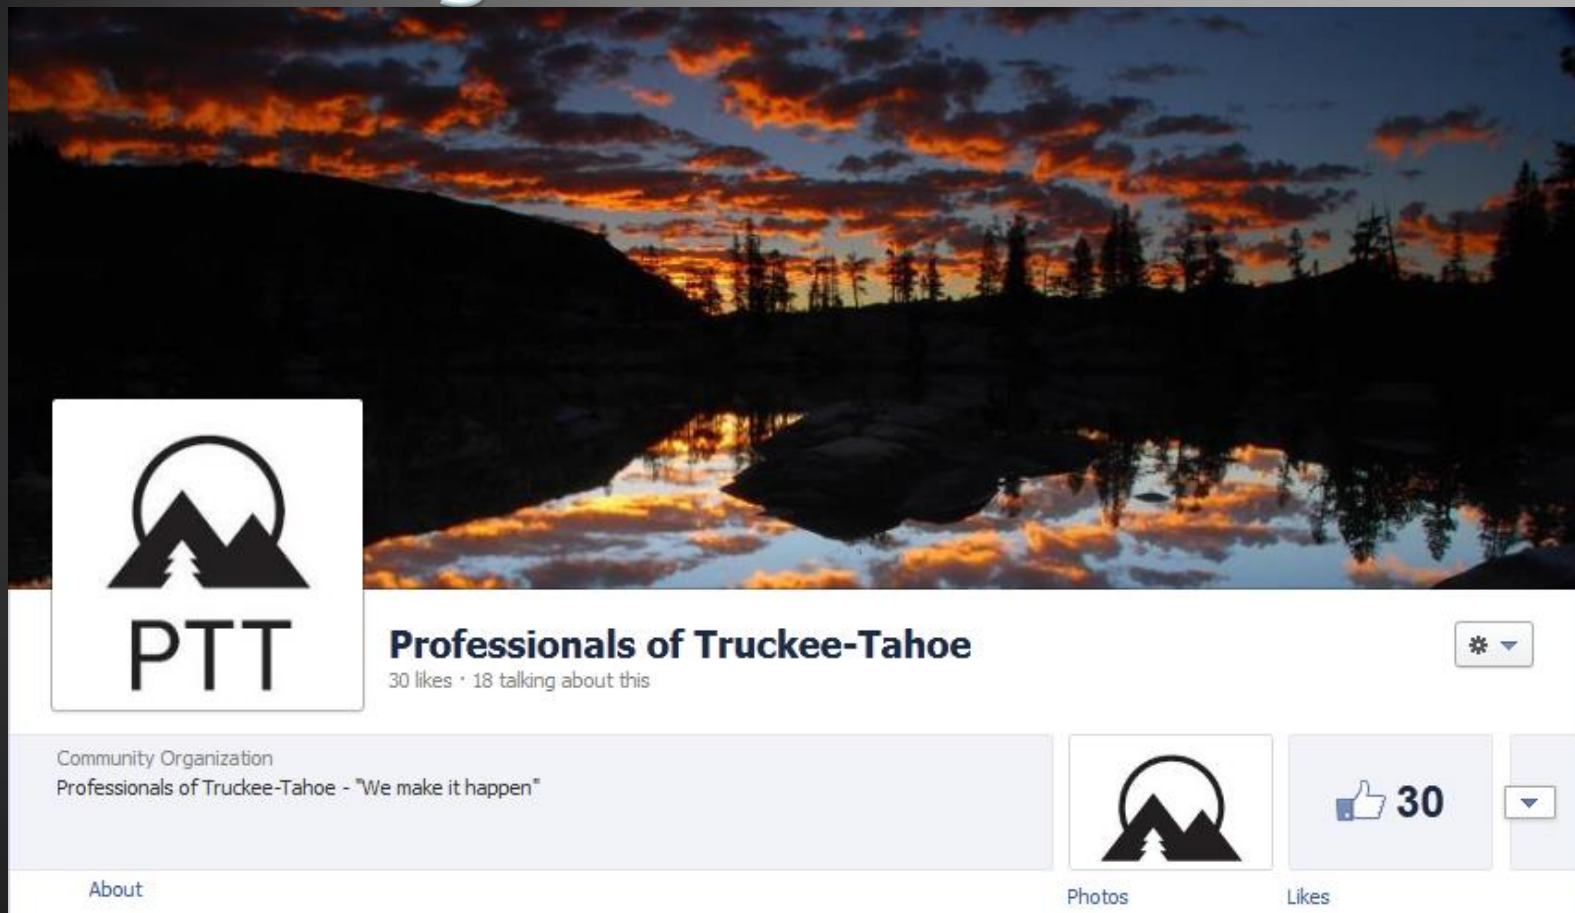 PTT
Professionals of Truckee-Tahoe
30 likes · 18 talking about this
Community Organization
Professionals of Truckee-Tahoe - "We make it happen"
30
About
Photos
Likes